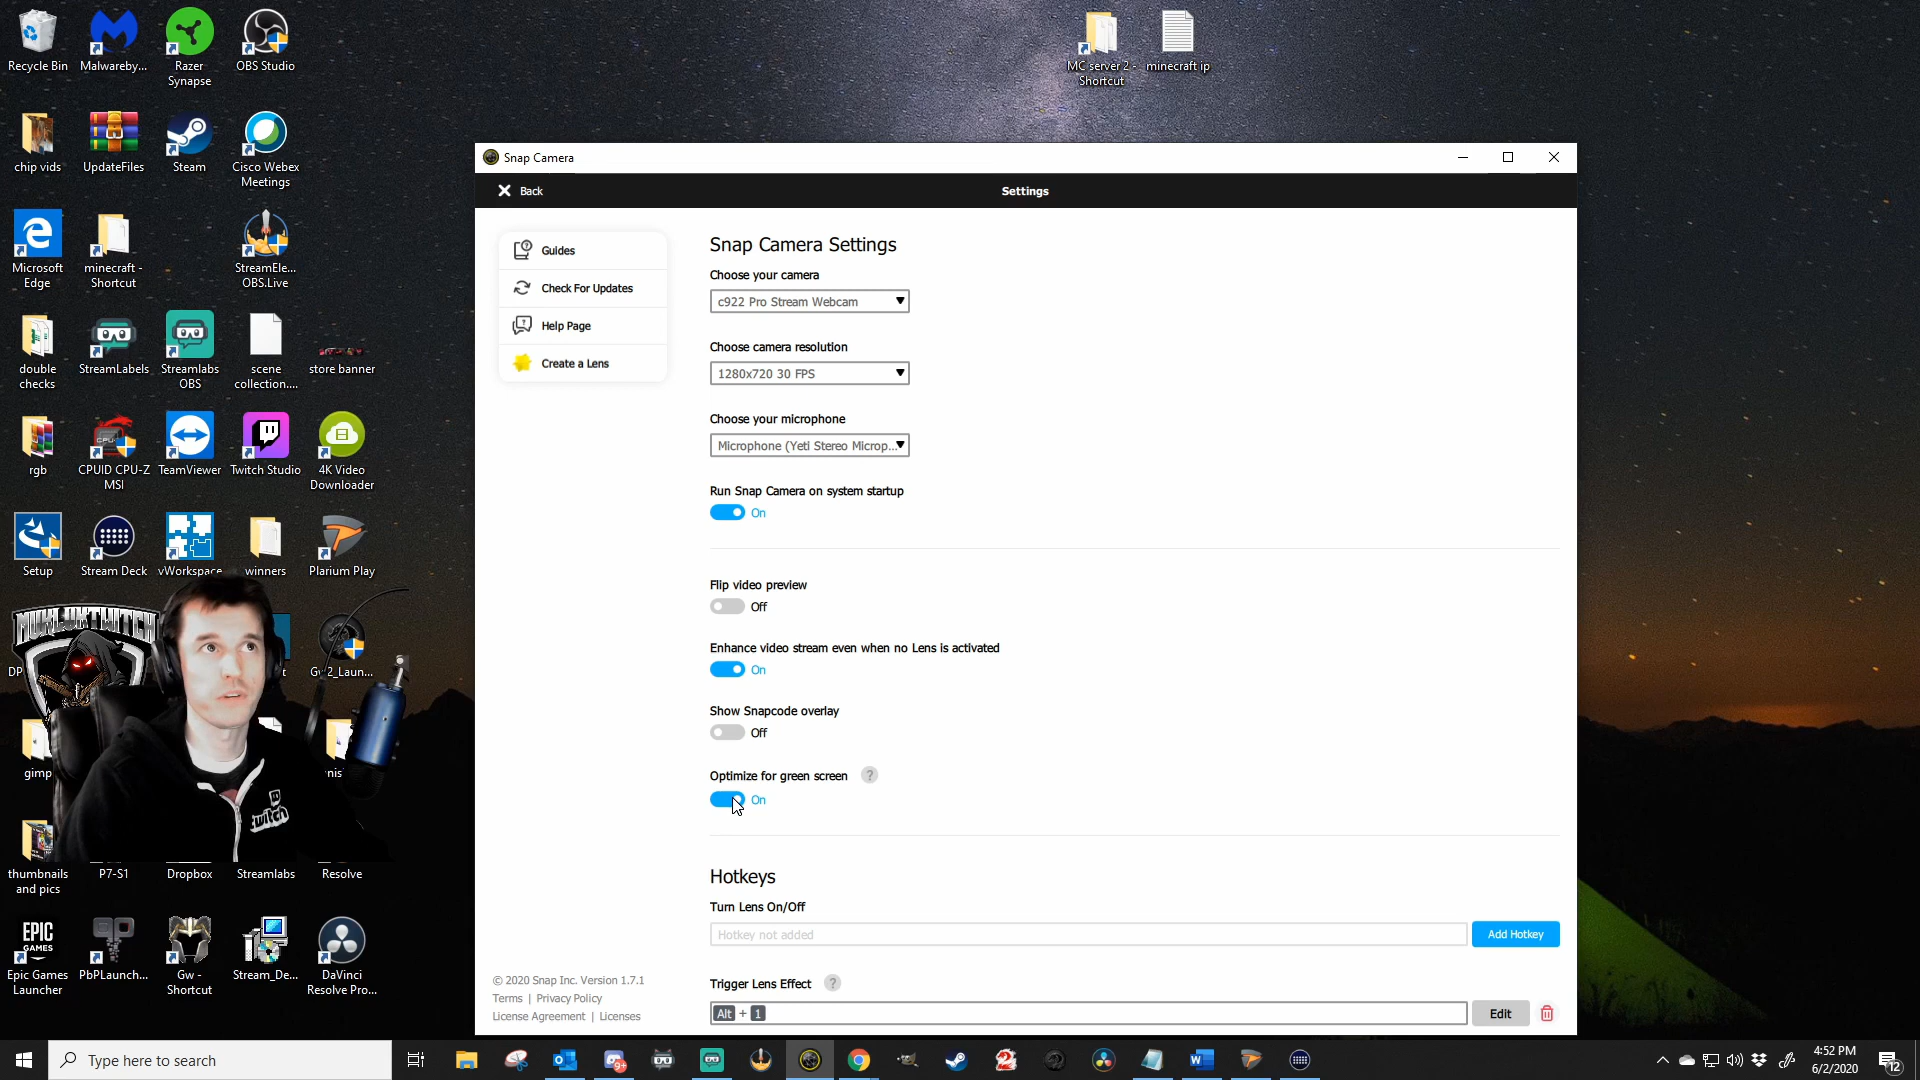 Recycle Bin
Malwareby...
Razer
Synapse
OBS Studio
MC server 2 -
Shortcut
minecraft ip
chip vids
UpdateFiles
Steam
Cisco Webex
Meetings
Microsoft
Edge
minecraft -
Shortcut
StreamEle...
OBS.Live
double
checks
StreamLabels
Streamlabs
OBS
scene
collection....
store banner
rgb
CPUID CPU-Z
MSI
TeamViewer
Twitch Studio
4K Video
Downloader
Setup
Stream Deck
vWorkspace
winners
Plarium Play
MUKLUKTWITCH
DP
t
Gw2_Laun...
gimp
nis
twitch
thumbnails
and pics
P7-S1
Dropbox
Streamlabs
Resolve
EPIC
GAMES
Epic Games
Launcher
PbPLaunch...
Gw -
Shortcut
Stream_De...
DaVinci
Resolve Pro...
Snap Camera
Back
Settings
Guides
Check For Updates
Help Page
Create a Lens
Snap Camera Settings
Choose your camera
c922 Pro Stream Webcam
Choose camera resolution
1280x720 30 FPS
Choose your microphone
Microphone (Yeti Stereo Microp...
Run Snap Camera on system startup
On
Flip video preview
Off
Enhance video stream even when no Lens is activated
On
Show Snapcode overlay
Off
Optimize for green screen ?
On
Hotkeys
Turn Lens On/Off
Hotkey not added
Add Hotkey
Trigger Lens Effect ?
Alt + 1
Edit
© 2020 Snap Inc. Version 1.7.1
Terms | Privacy Policy
License Agreement | Licenses
Type here to search
9+
4:52 PM
6/2/2020
12